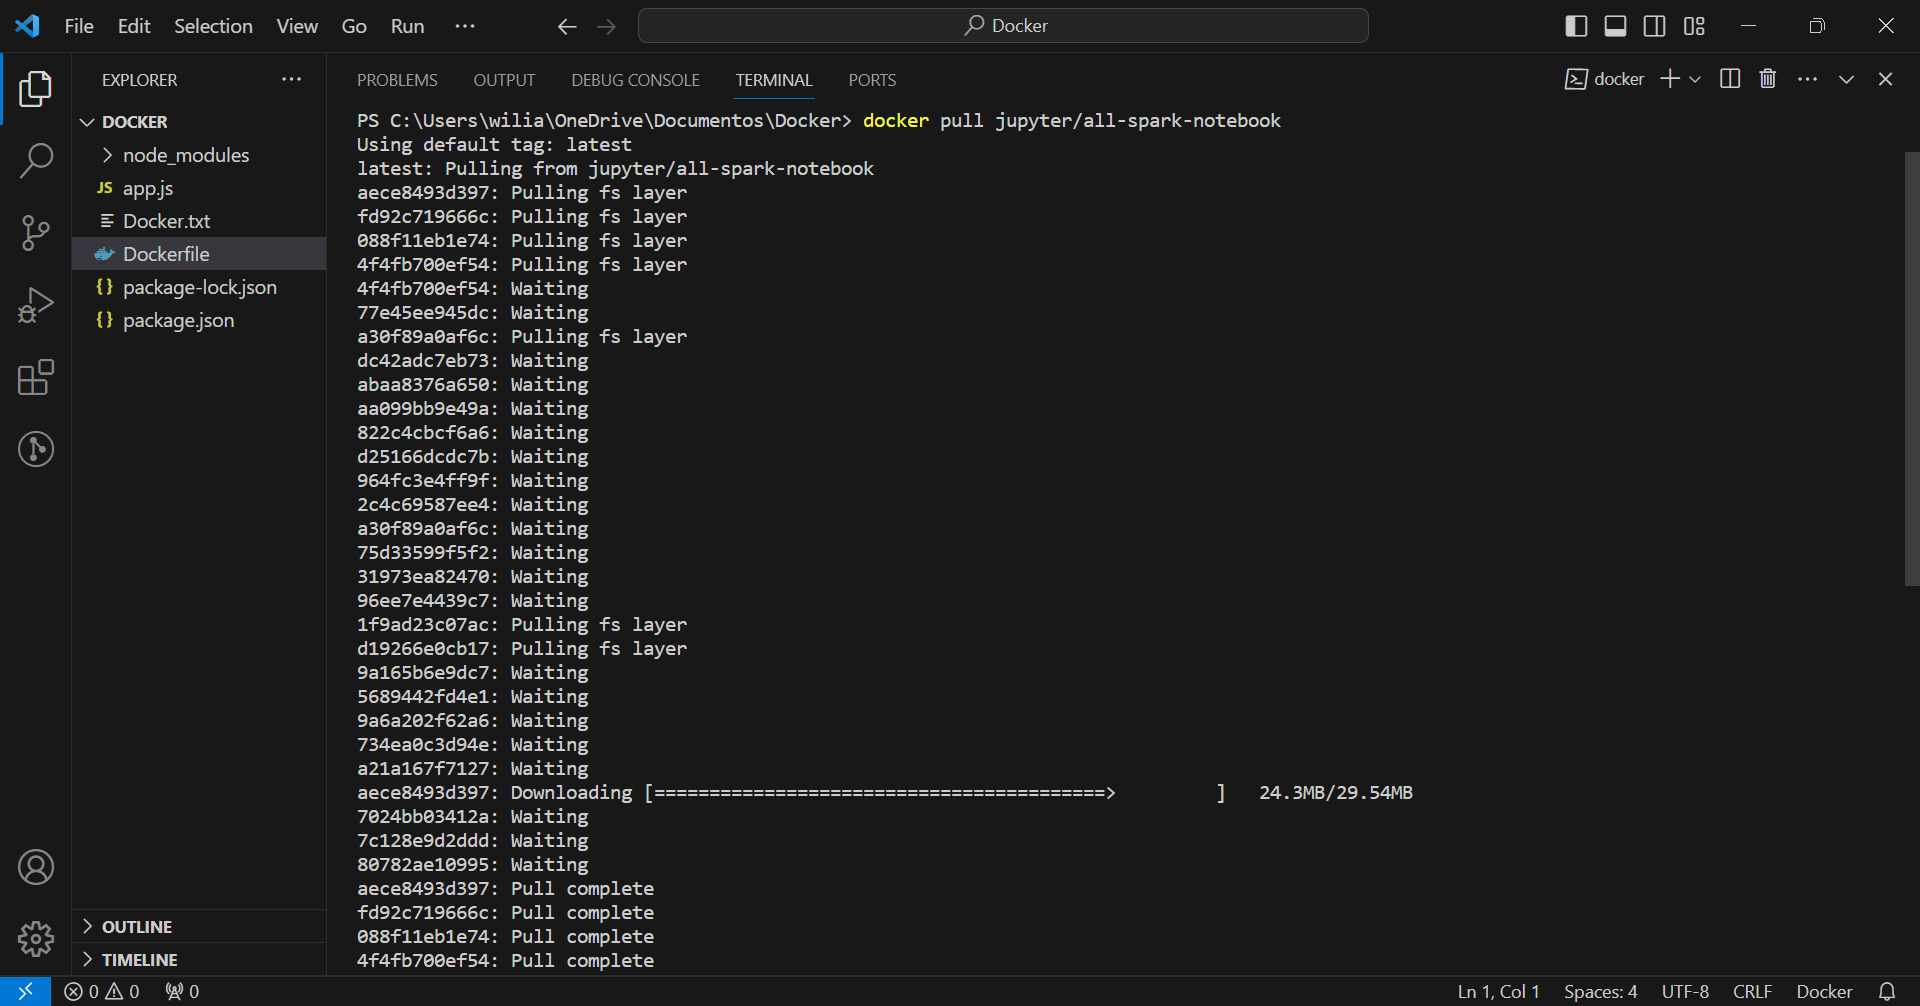 File Edit Selection View Go Run ···
Docker
EXPLORER ···
DOCKER
node_modules
JS app.js
Docker.txt
Dockerfile
{} package-lock.json
{} package.json
OUTLINE
TIMELINE
PROBLEMS OUTPUT DEBUG CONSOLE TERMINAL PORTS
docker
PS C:\Users\wilia\OneDrive\Documentos\Docker> docker pull jupyter/all-spark-notebook
Using default tag: latest
latest: Pulling from jupyter/all-spark-notebook
aece8493d397: Pulling fs layer
fd92c719666c: Pulling fs layer
088f11eb1e74: Pulling fs layer
4f4fb700ef54: Pulling fs layer
4f4fb700ef54: Waiting
77e45ee945dc: Waiting
a30f89a0af6c: Pulling fs layer
dc42adc7eb73: Waiting
abaa8376a650: Waiting
aa099bb9e49a: Waiting
822c4cbcf6a6: Waiting
d25166dcdc7b: Waiting
964fc3e4ff9f: Waiting
2c4c69587ee4: Waiting
a30f89a0af6c: Waiting
75d33599f5f2: Waiting
31973ea82470: Waiting
96ee7e4439c7: Waiting
1f9ad23c07ac: Pulling fs layer
d19266e0cb17: Pulling fs layer
9a165b6e9dc7: Waiting
5689442fd4e1: Waiting
9a6a202f62a6: Waiting
734ea0c3d94e: Waiting
a21a167f7127: Waiting
aece8493d397: Downloading [=========================================>          ]   24.3MB/29.54MB
7024bb03412a: Waiting
7c128e9d2ddd: Waiting
80782ae10995: Waiting
aece8493d397: Pull complete
fd92c719666c: Pull complete
088f11eb1e74: Pull complete
4f4fb700ef54: Pull complete
0 0 0
Ln 1, Col 1 Spaces: 4 UTF-8 CRLF Docker